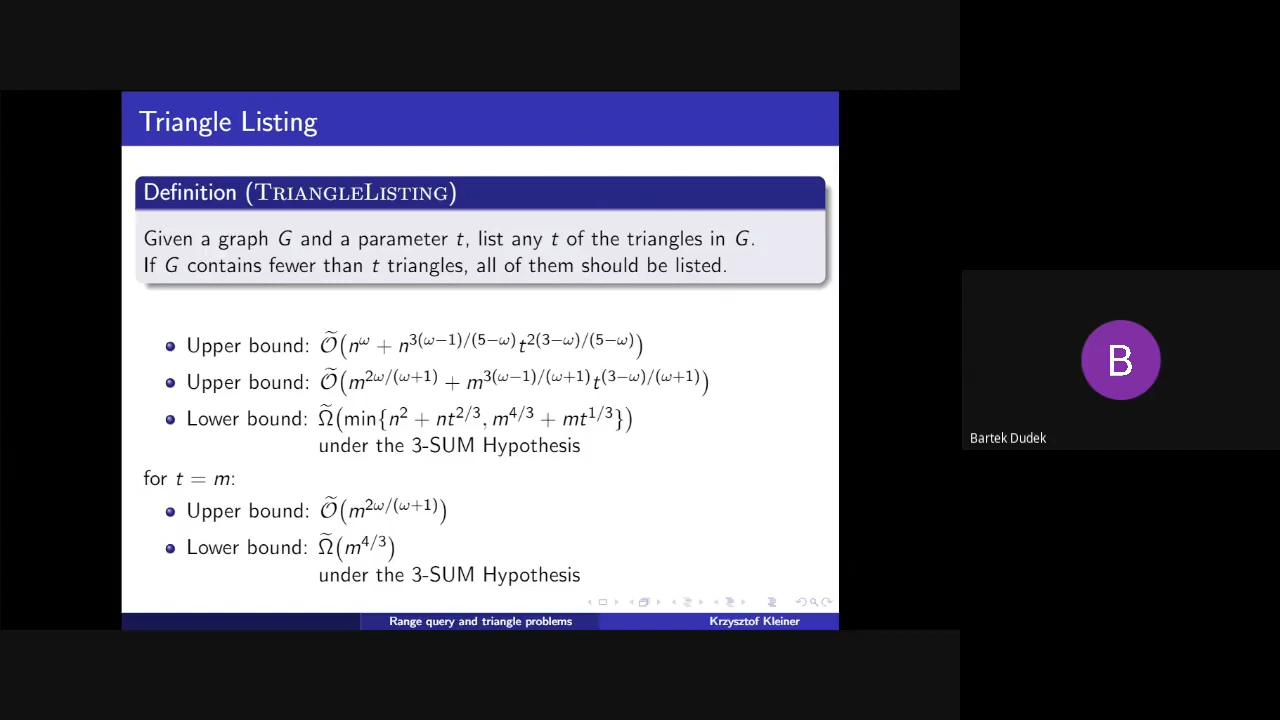 Triangle Listing
Definition (TRIANGLELISTING)
Given a graph G and a parameter t, list any t of the triangles in G.
If G contains fewer than t triangles, all of them should be listed.
Upper bound: Õ(n^ω + n^{3(ω−1)/(5−ω)}t^{2(3−ω)/(5−ω)})
Upper bound: Õ(m^{2ω/(ω+1)} + m^{3(ω−1)/(ω+1)}t^{(3−ω)/(ω+1)})
Lower bound: Ω̃(min{n^2 + nt^{2/3}, m^{4/3} + mt^{1/3}})
under the 3-SUM Hypothesis
for t = m:
Upper bound: Õ(m^{2ω/(ω+1)})
Lower bound: Ω̃(m^{4/3})
under the 3-SUM Hypothesis
Range query and triangle problems
Krzysztof Kleiner
B
Bartek Dudek